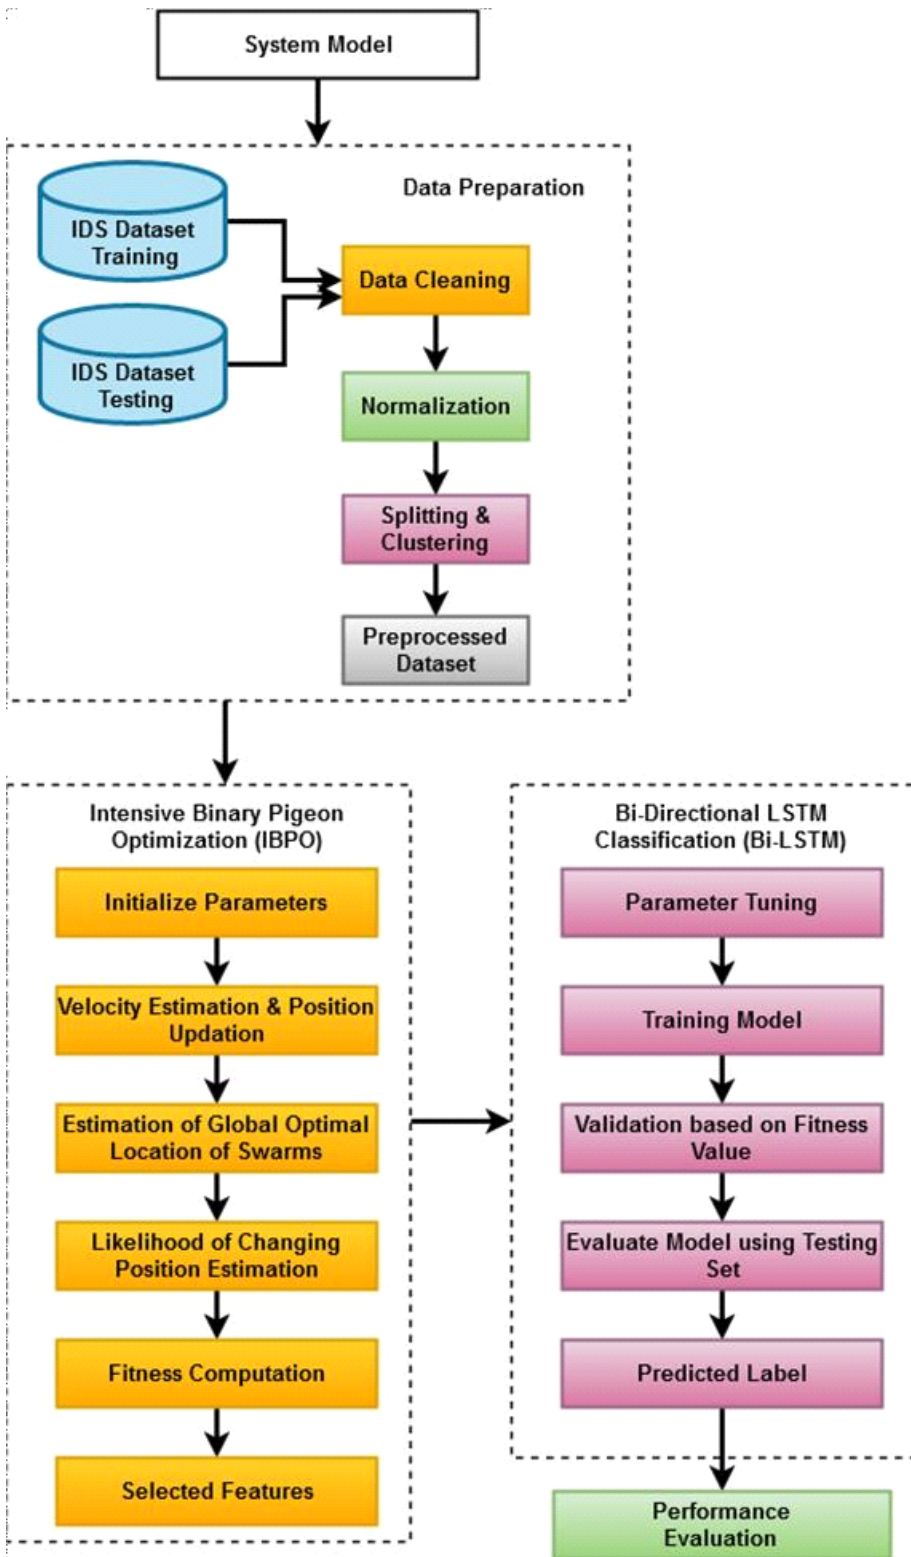 System Model
Data Preparation
IDS Dataset
Training
IDS Dataset
Testing
Data Cleaning
Normalization
Splitting &
Clustering
Preprocessed
Dataset
Intensive Binary Pigeon
Optimization (IBPO)
Initialize Parameters
Velocity Estimation & Position
Updation
Estimation of Global Optimal
Location of Swarms
Likelihood of Changing
Position Estimation
Fitness Computation
Selected Features
Bi-Directional LSTM
Classification (Bi-LSTM)
Parameter Tuning
Training Model
Validation based on Fitness
Value
Evaluate Model using Testing
Set
Predicted Label
Performance
Evaluation